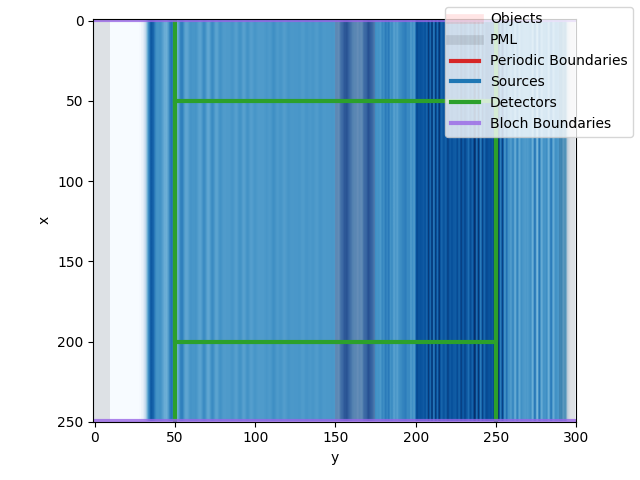 Objects
PML
Periodic Boundaries
Sources
Detectors
Bloch Boundaries
0
50
100
150
200
250
x
0 50 100 150 200 250 300
y